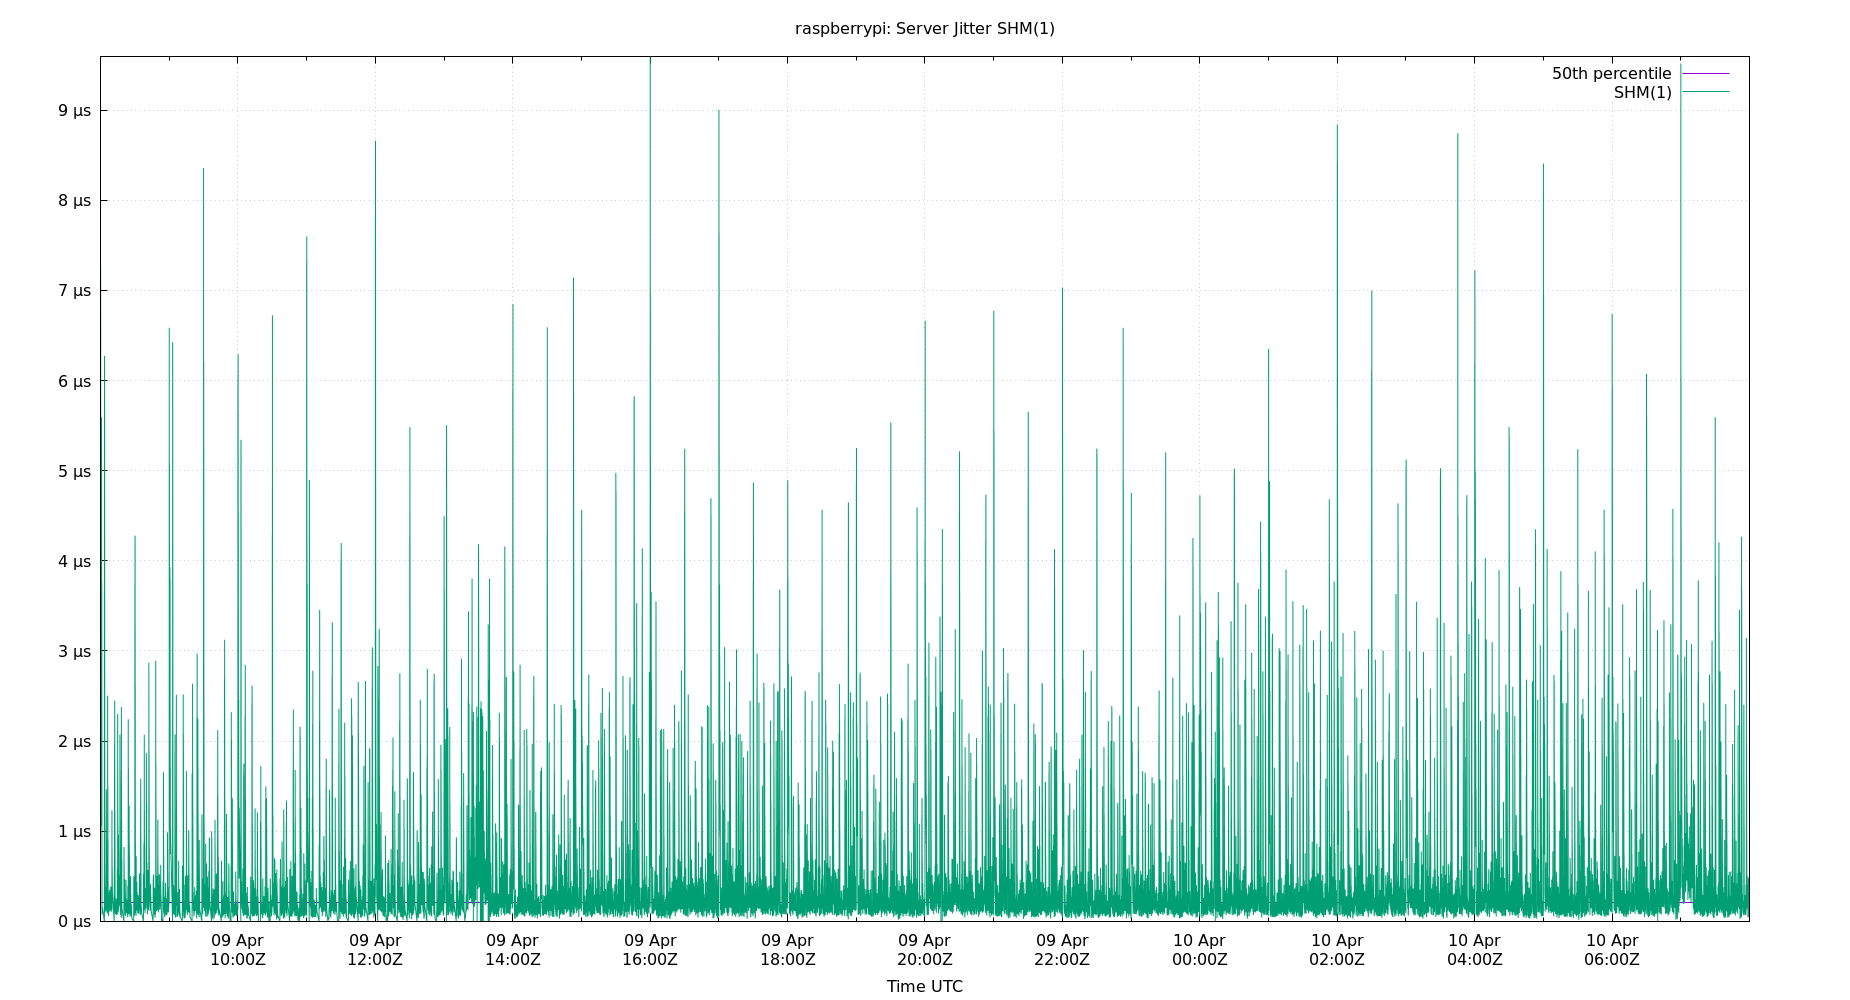 raspberrypi: Server Jitter SHM(1)
50th percentile
SHM(1)
9 µs
8 µs
7 µs
6 µs
5 µs
4 µs
3 µs
2 µs
1 µs
0 µs
09 Apr 09 Apr 09 Apr 09 Apr 09 Apr 09 Apr 09 Apr 10 Apr 10 Apr 10 Apr 10 Apr
10:00Z 12:00Z 14:00Z 16:00Z 18:00Z 20:00Z 22:00Z 00:00Z 02:00Z 04:00Z 06:00Z
Time UTC